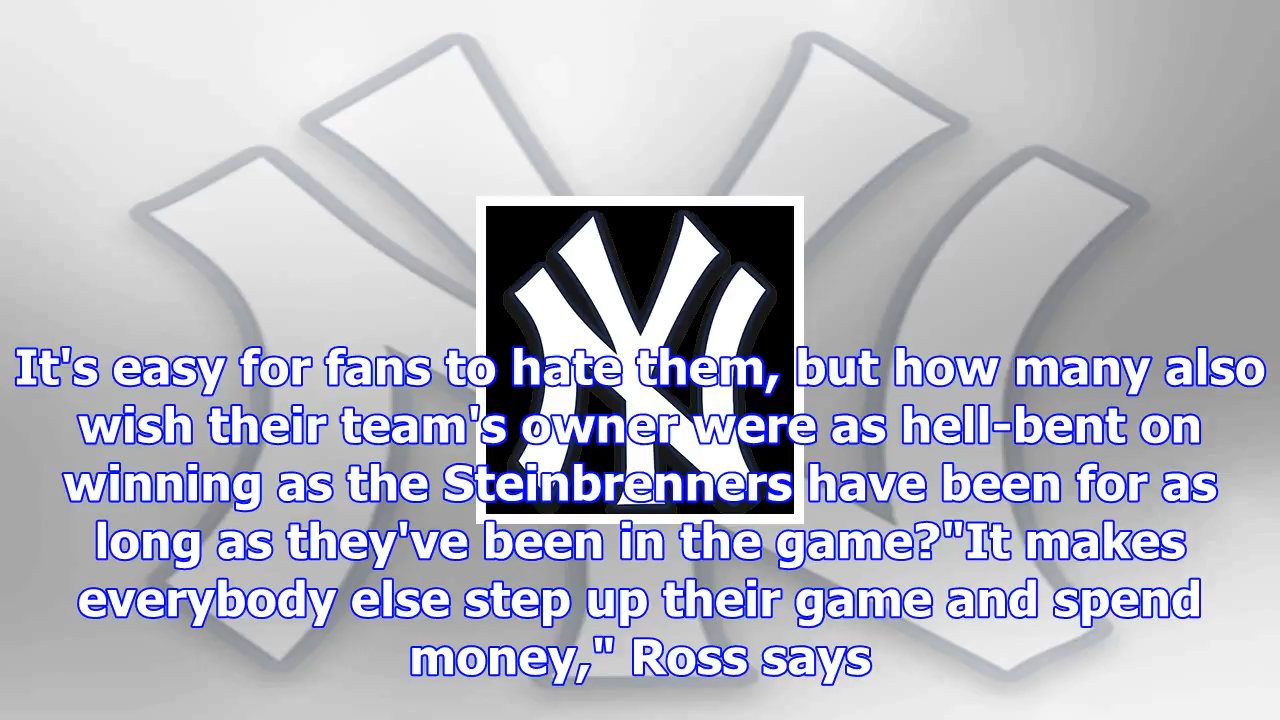 It's easy for fans to hate them, but how many also
wish their team's owner were as hell-bent on
winning as the Steinbrenners have been for as
long as they've been in the game?"It makes
everybody else step up their game and spend
money," Ross says